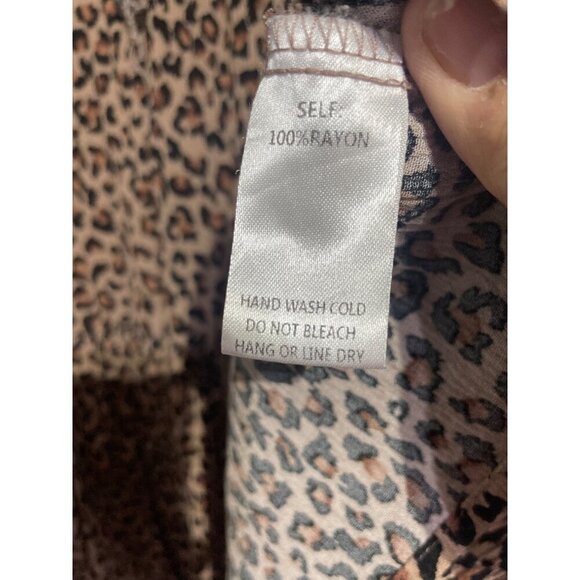 SELF:
100%RAYON
HAND WASH COLD
DO NOT BLEACH
HANG OR LINE DRY